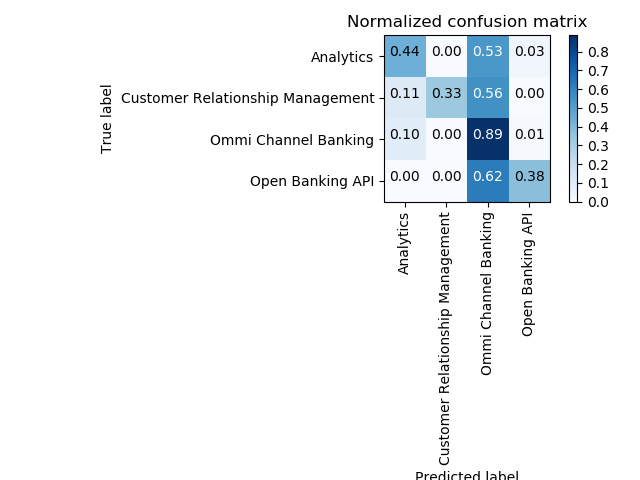 Normalized confusion matrix
True label
Analytics
Customer Relationship Management
Ommi Channel Banking
Open Banking API
0.44 0.00 0.53 0.03
0.11 0.33 0.56 0.00
0.10 0.00 0.89 0.01
0.00 0.00 0.62 0.38
Analytics
Customer Relationship Management
Ommi Channel Banking
Open Banking API
Predicted label
0.8
0.7
0.6
0.5
0.4
0.3
0.2
0.1
0.0